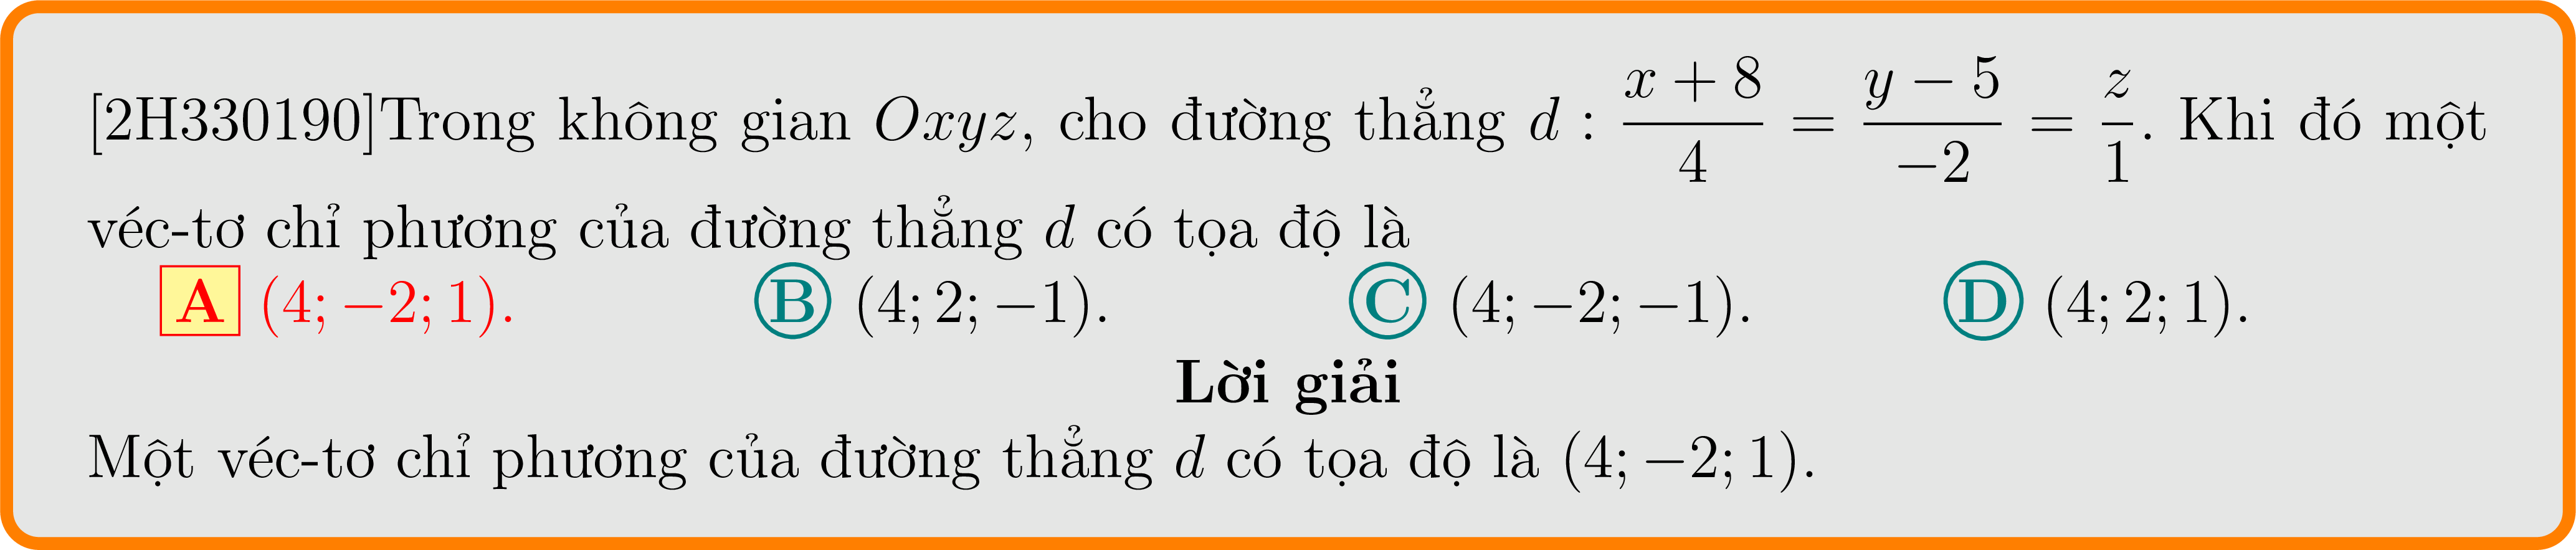 [2H330190]Trong không gian Oxyz, cho đường thẳng d : \frac{x + 8}{4} = \frac{y − 5}{−2} = \frac{z}{1}. Khi đó một
véc-tơ chỉ phương của đường thẳng d có tọa độ là
A (4; −2; 1). B (4; 2; −1). C (4; −2; −1). D (4; 2; 1).
Lời giải
Một véc-tơ chỉ phương của đường thẳng d có tọa độ là (4; −2; 1).